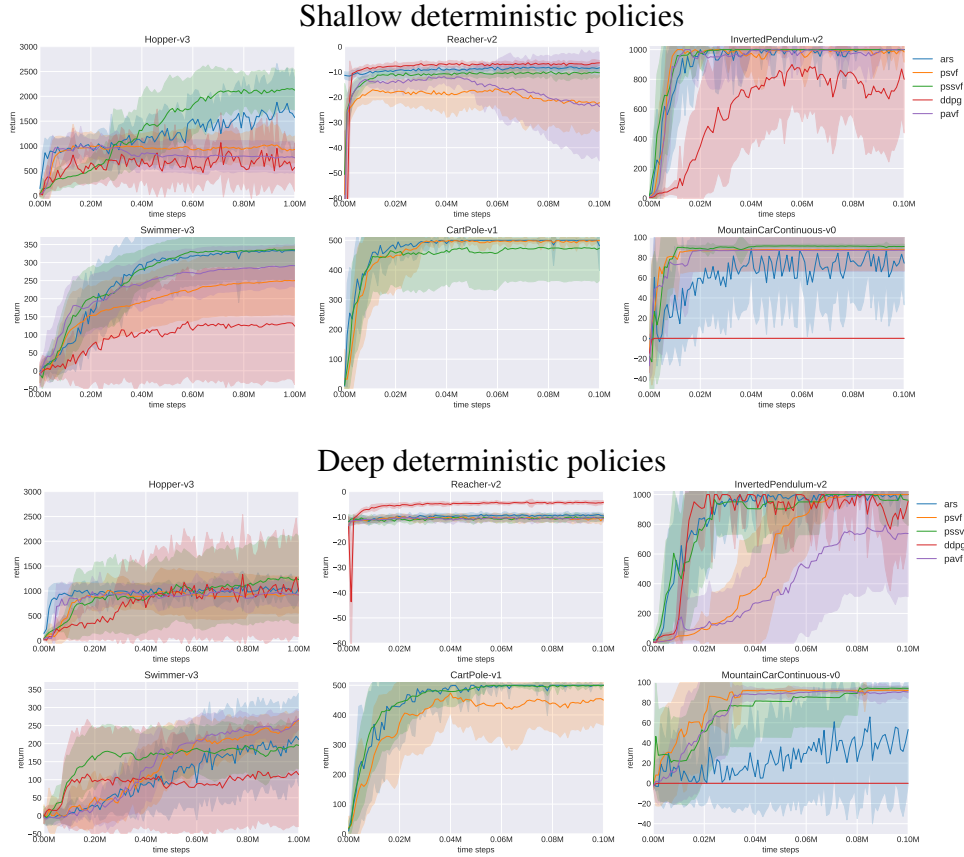 Shallow deterministic policies
Hopper-v3
Reacher-v2
InvertedPendulum-v2
3000
2500
2000
1500
1000
500
0
return
0.00M 0.20M 0.40M 0.60M 0.80M 1.00M
time steps
0
−10
−20
−30
−40
−50
−60
return
0.00M 0.20M 0.40M 0.60M 0.80M 1.00M
time steps
1000
800
600
400
200
0
return
0.00M 0.02M 0.04M 0.06M 0.08M 0.10M
time steps
ars
psvf
pssvf
ddpg
pavf
Swimmer-v3
CartPole-v1
MountainCarContinuous-v0
350
300
250
200
150
100
50
0
−50
return
0.00M 0.20M 0.40M 0.60M 0.80M 1.00M
time steps
500
400
300
200
100
0
return
0.00M 0.02M 0.04M 0.06M 0.08M 0.10M
time steps
100
80
60
40
20
0
−20
−40
return
0.00M 0.02M 0.04M 0.06M 0.08M 0.10M
time steps
Deep deterministic policies
Hopper-v3
Reacher-v2
InvertedPendulum-v2
3000
2500
2000
1500
1000
500
0
return
0.00M 0.20M 0.40M 0.60M 0.80M 1.00M
time steps
0
−10
−20
−30
−40
−50
−60
return
0.00M 0.20M 0.40M 0.60M 0.80M 1.00M
time steps
1000
800
600
400
200
0
return
0.00M 0.02M 0.04M 0.06M 0.08M 0.10M
time steps
ars
psvf
pssvf
ddpg
pavf
Swimmer-v3
CartPole-v1
MountainCarContinuous-v0
350
300
250
200
150
100
50
0
−50
return
0.00M 0.20M 0.40M 0.60M 0.80M 1.00M
time steps
500
400
300
200
100
0
return
0.00M 0.02M 0.04M 0.06M 0.08M 0.10M
time steps
100
80
60
40
20
0
−20
−40
return
0.00M 0.02M 0.04M 0.06M 0.08M 0.10M
time steps